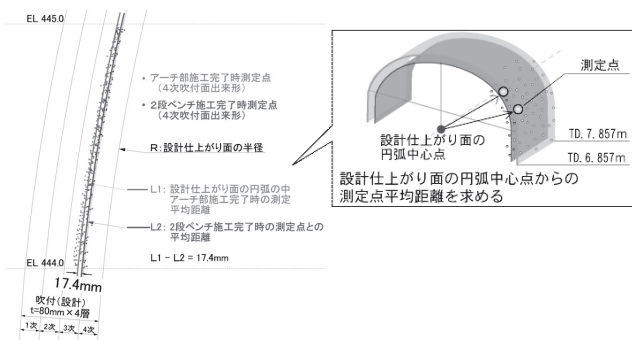 EL 445.0
・アーチ部施工完了時測定点
(4次吹付面出来形)
・2段ベンチ施工完了時測定点
(4次吹付面出来形)
R:設計仕上がり面の半径
L1:設計仕上がり面の円弧の中
アーチ部施工完了時の測定
平均距離
L2:2段ベンチ施工完了時の測定点との
平均距離
L1 - L2 = 17.4mm
EL 444.0
17.4mm
吹付(設計)
t=80mm×4層
1次 2次 3次 4次
測定点
設計仕上がり面の
円弧中心点
TD. 7.857m
TD. 6.857m
設計仕上がり面の円弧中心点からの
測定点平均距離を求める